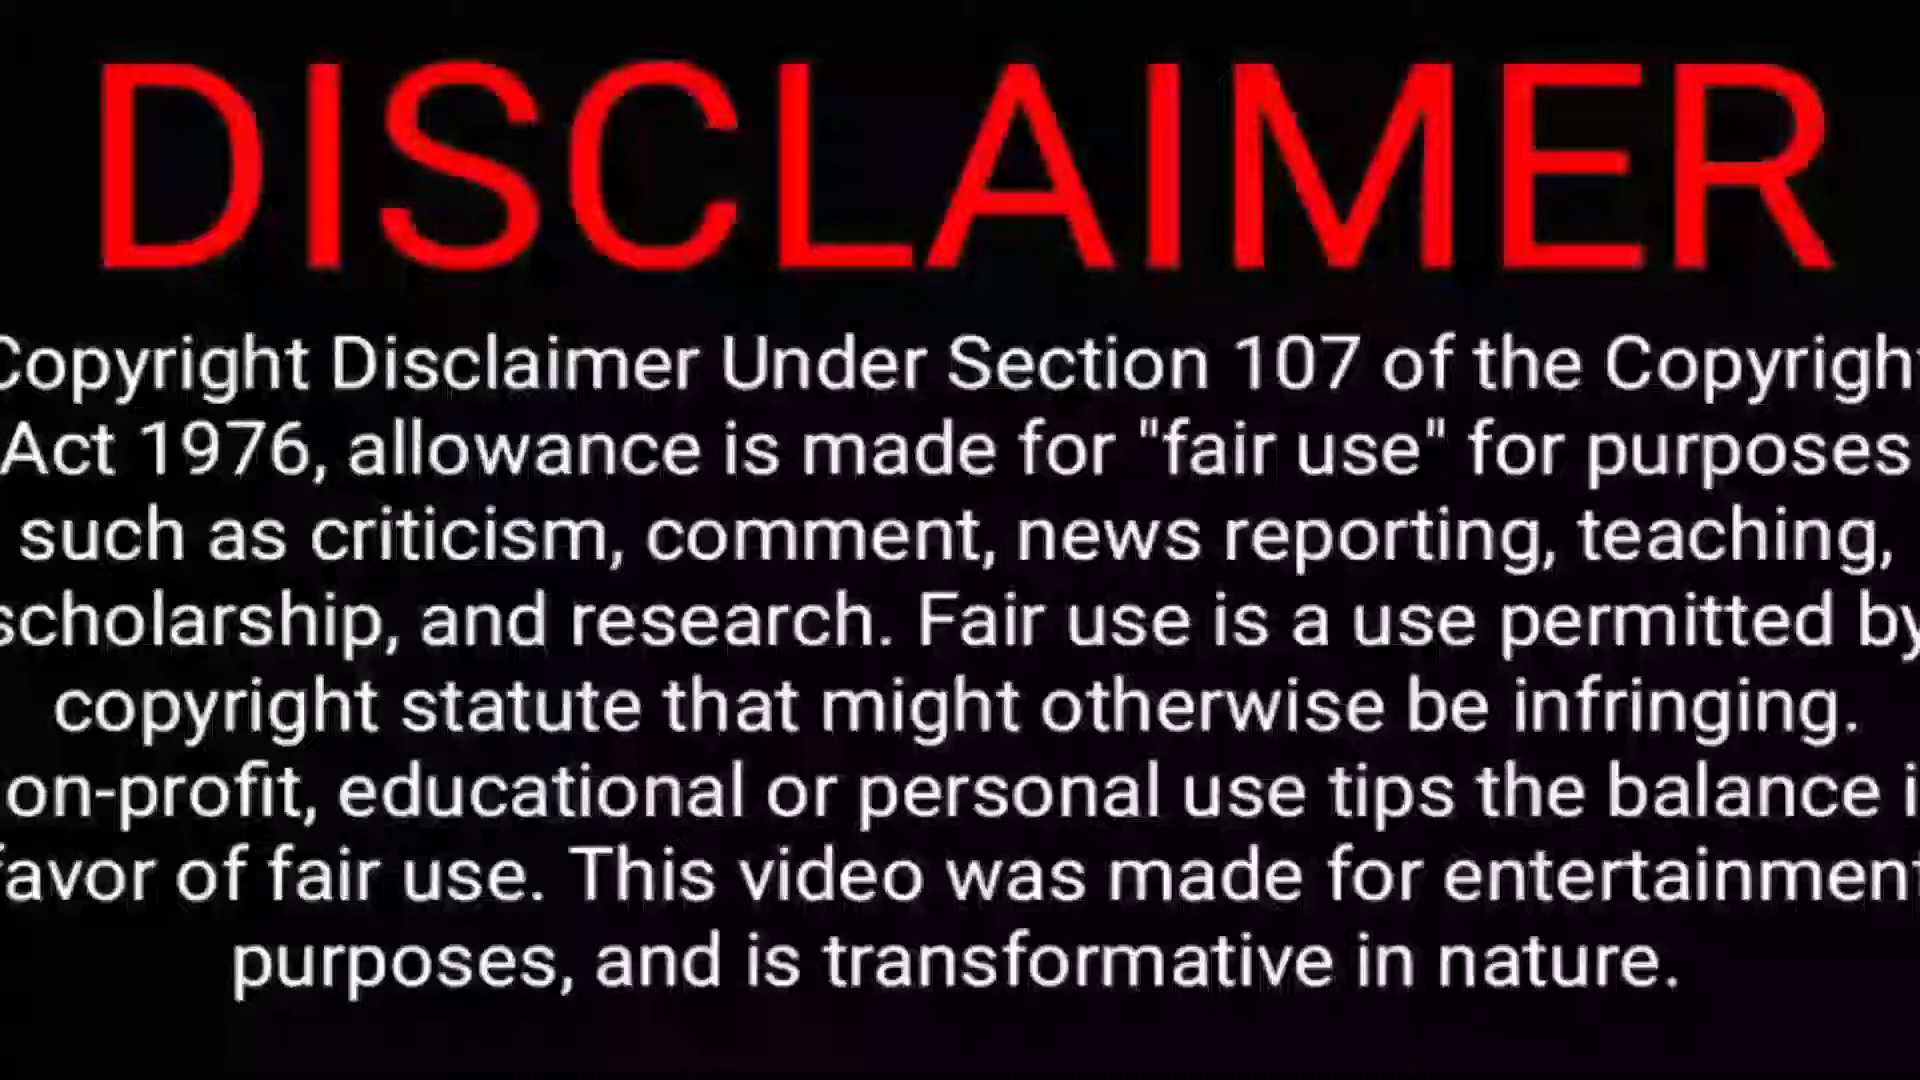 DISCLAIMER
Copyright Disclaimer Under Section 107 of the Copyright
Act 1976, allowance is made for "fair use" for purposes
such as criticism, comment, news reporting, teaching,
scholarship, and research. Fair use is a use permitted by
copyright statute that might otherwise be infringing.
on-profit, educational or personal use tips the balance i
favor of fair use. This video was made for entertainment
purposes, and is transformative in nature.